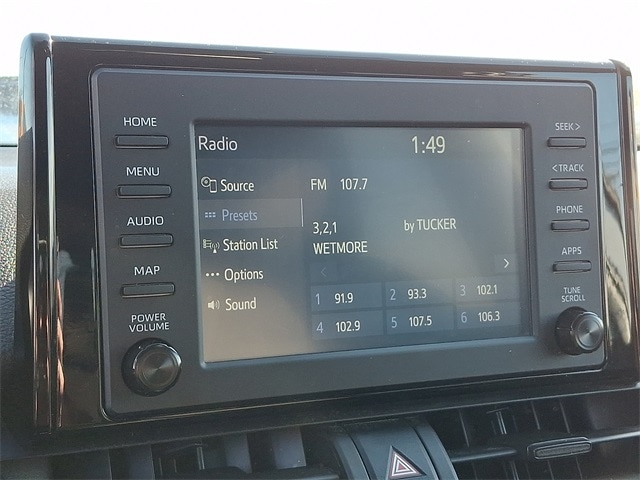 HOME
MENU
AUDIO
MAP
POWER
VOLUME
Radio 1:49
Source
Presets
Station List
Options
Sound
FM 107.7
3,2,1 by TUCKER
WETMORE
1 91.9 2 93.3 3 102.1
4 102.9 5 107.5 6 106.3
SEEK >
< TRACK
PHONE
APPS
TUNE
SCROLL